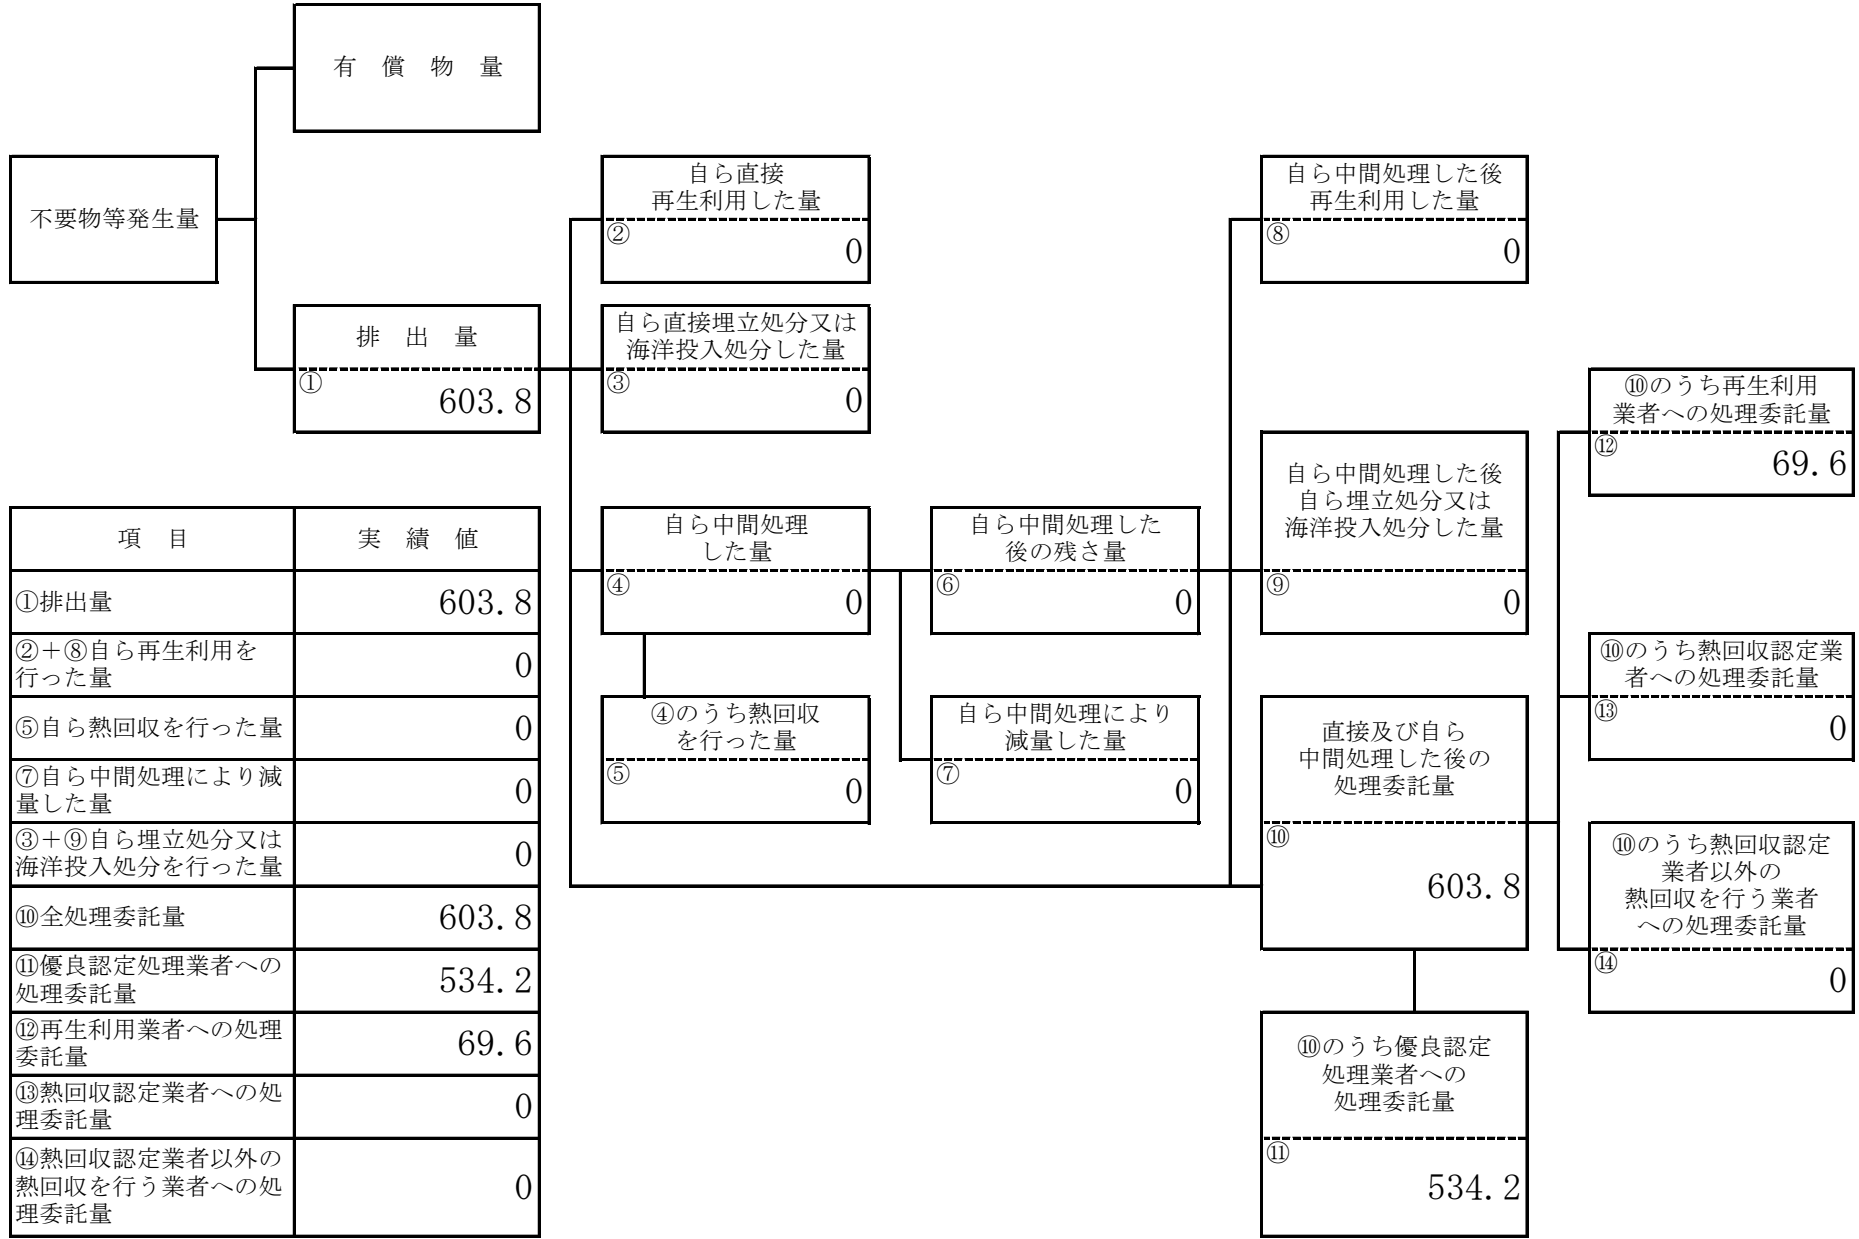 有　償　物　量
不要物等発生量
排　出　量
①
603.8
自ら直接
再生利用した量
②
0
自ら直接埋立処分又は
海洋投入処分した量
③
0
自ら中間処理
した量
④
0
④のうち熱回収
を行った量
⑤
0
自ら中間処理した
後の残さ量
⑥
0
自ら中間処理により
減量した量
⑦
0
自ら中間処理した後
再生利用した量
⑧
0
自ら中間処理した後
自ら埋立処分又は
海洋投入処分した量
⑨
0
直接及び自ら
中間処理した後の
処理委託量
⑩
603.8
⑩のうち優良認定
処理業者への
処理委託量
⑪
534.2
⑩のうち再生利用
業者への処理委託量
⑫
69.6
⑩のうち熱回収認定業
者への処理委託量
⑬
0
⑩のうち熱回収認定
業者以外の
熱回収を行う業者
への処理委託量
⑭
0
項　目　実　績　値
①排出量　603.8
②＋⑧自ら再生利用を
行った量
0
⑤自ら熱回収を行った量　0
⑦自ら中間処理により減
量した量
0
③＋⑨自ら埋立処分又は
海洋投入処分を行った量
0
⑩全処理委託量　603.8
⑪優良認定処理業者への
処理委託量
534.2
⑫再生利用業者への処理
委託量
69.6
⑬熱回収認定業者への処
理委託量
0
⑭熱回収認定業者以外の
熱回収を行う業者への処
理委託量
0